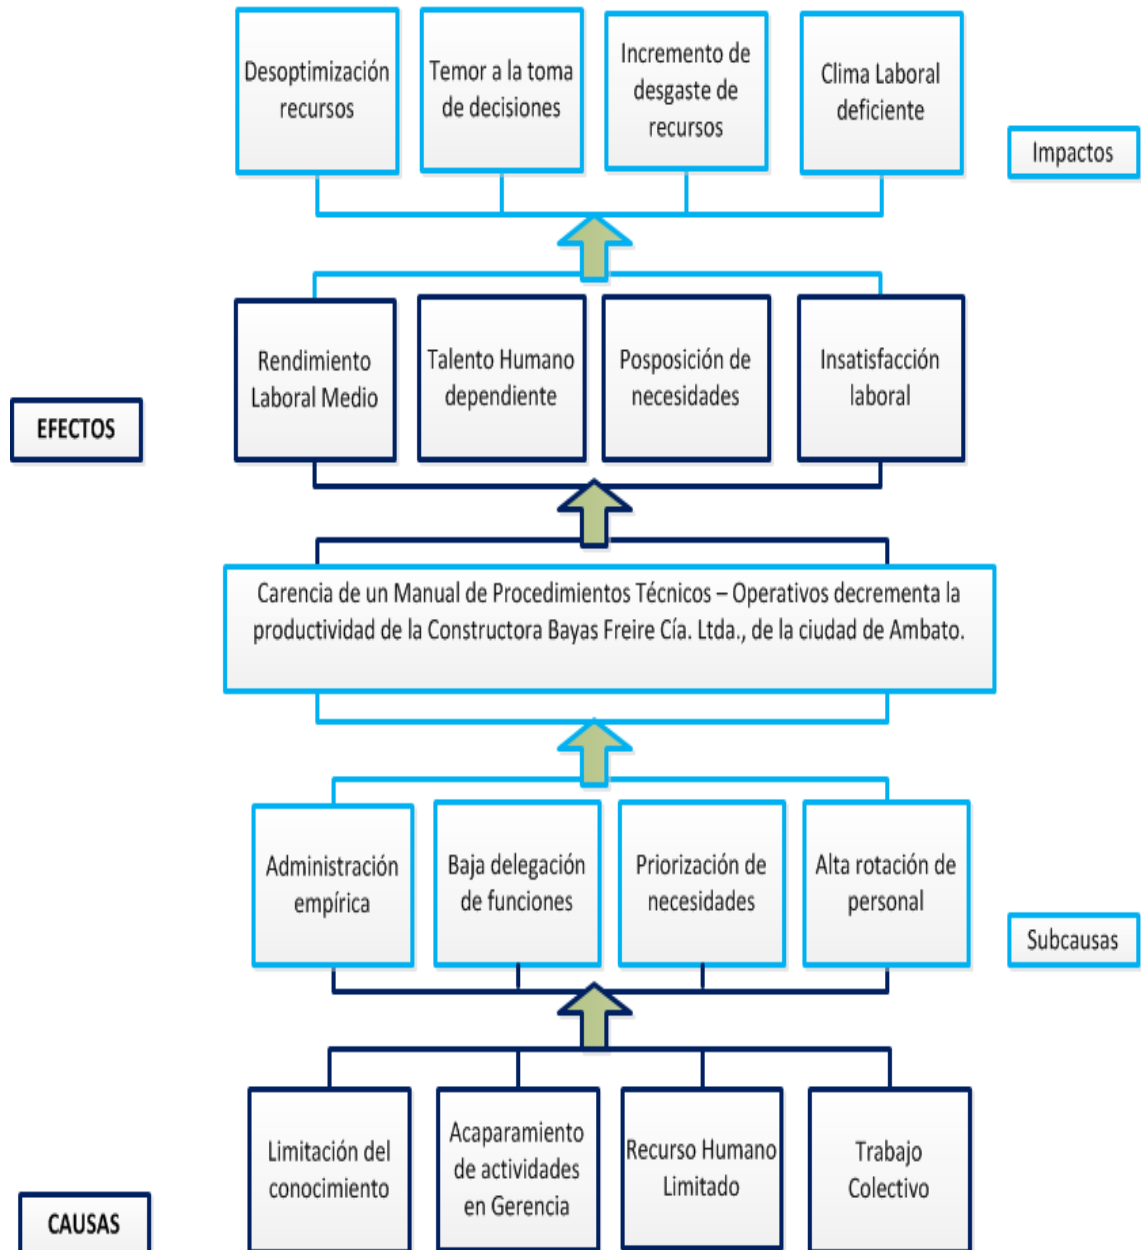 Desoptimización
recursos
Temor a la toma
de decisiones
Incremento de
desgaste de
recursos
Clima Laboral
deficiente
Impactos
Rendimiento
Laboral Medio
Talento Humano
dependiente
Posposición de
necesidades
Insatisfacción
laboral
EFECTOS
Carencia de un Manual de Procedimientos Técnicos – Operativos decrementa la
productividad de la Constructora Bayas Freire Cía. Ltda., de la ciudad de Ambato.
Administración
empírica
Baja delegación
de funciones
Priorización de
necesidades
Alta rotación de
personal
Subcausas
Limitación del
conocimiento
Acaparamiento
de actividades
en Gerencia
Recurso Humano
Limitado
Trabajo
Colectivo
CAUSAS